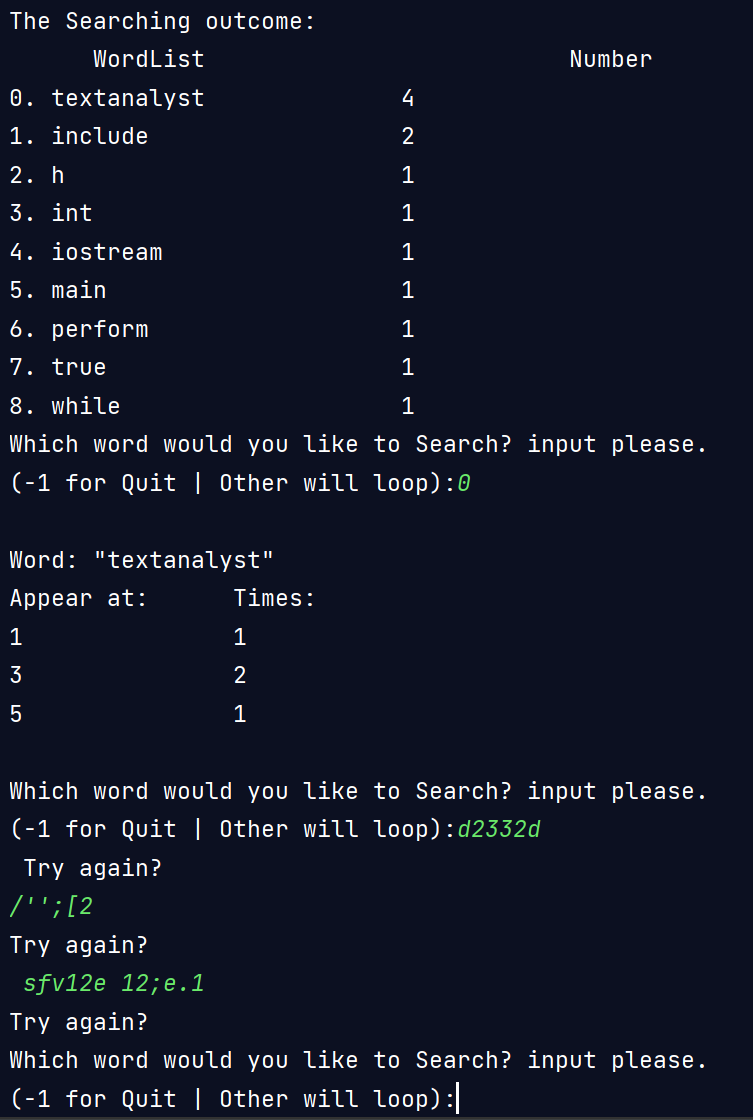 The Searching outcome:
WordList Number
0. textanalyst 4
1. include 2
2. h 1
3. int 1
4. iostream 1
5. main 1
6. perform 1
7. true 1
8. while 1
Which word would you like to Search? input please.
(-1 for Quit | Other will loop):0
Word: "textanalyst"
Appear at: Times:
1 1
3 2
5 1
Which word would you like to Search? input please.
(-1 for Quit | Other will loop):d2332d
Try again?
/'';[2
Try again?
sfv12e 12;e.1
Try again?
Which word would you like to Search? input please.
(-1 for Quit | Other will loop):